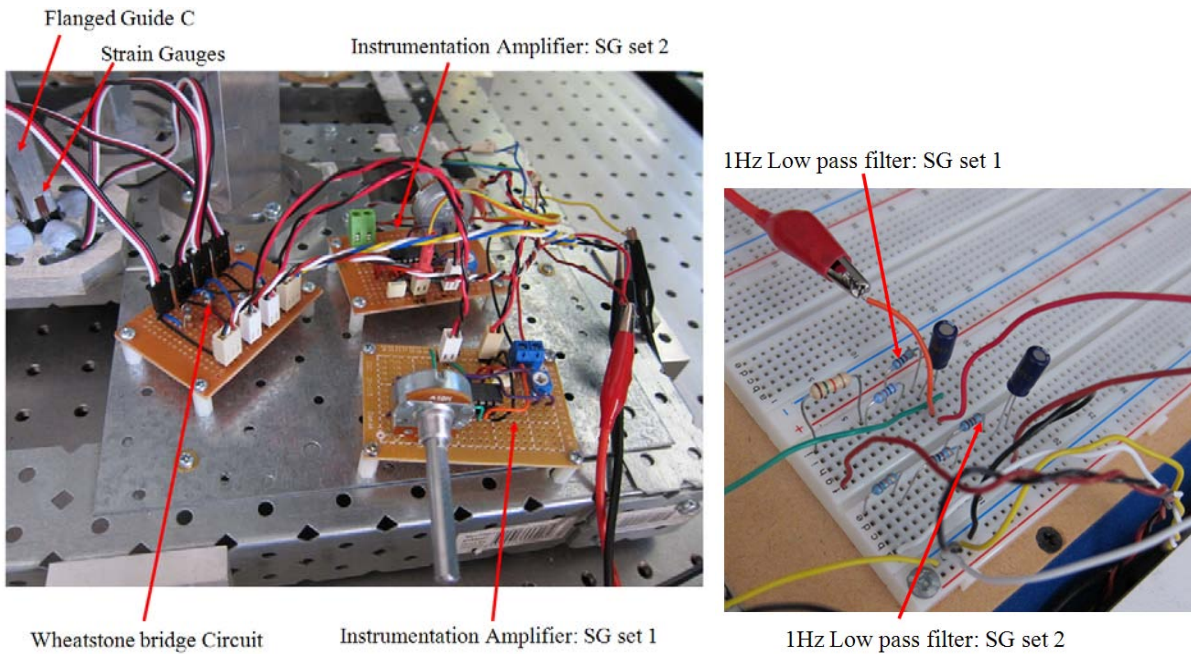 Flanged Guide C
Strain Gauges
Instrumentation Amplifier: SG set 2
1Hz Low pass filter: SG set 1
Wheatstone bridge Circuit
Instrumentation Amplifier: SG set 1
1Hz Low pass filter: SG set 2